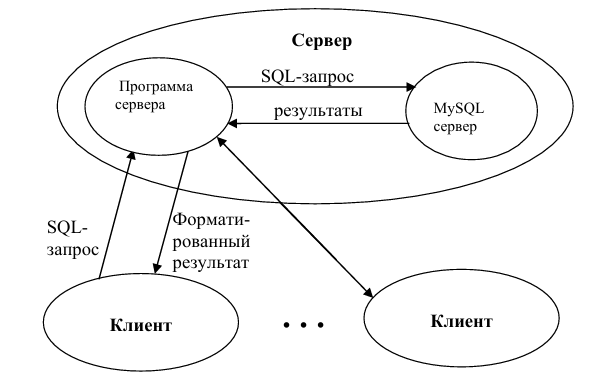 Сервер
Программа
сервера
SQL-запрос
результаты
MySQL
сервер
SQL-
запрос
Формати-
рованный
результат
Клиент
...
Клиент